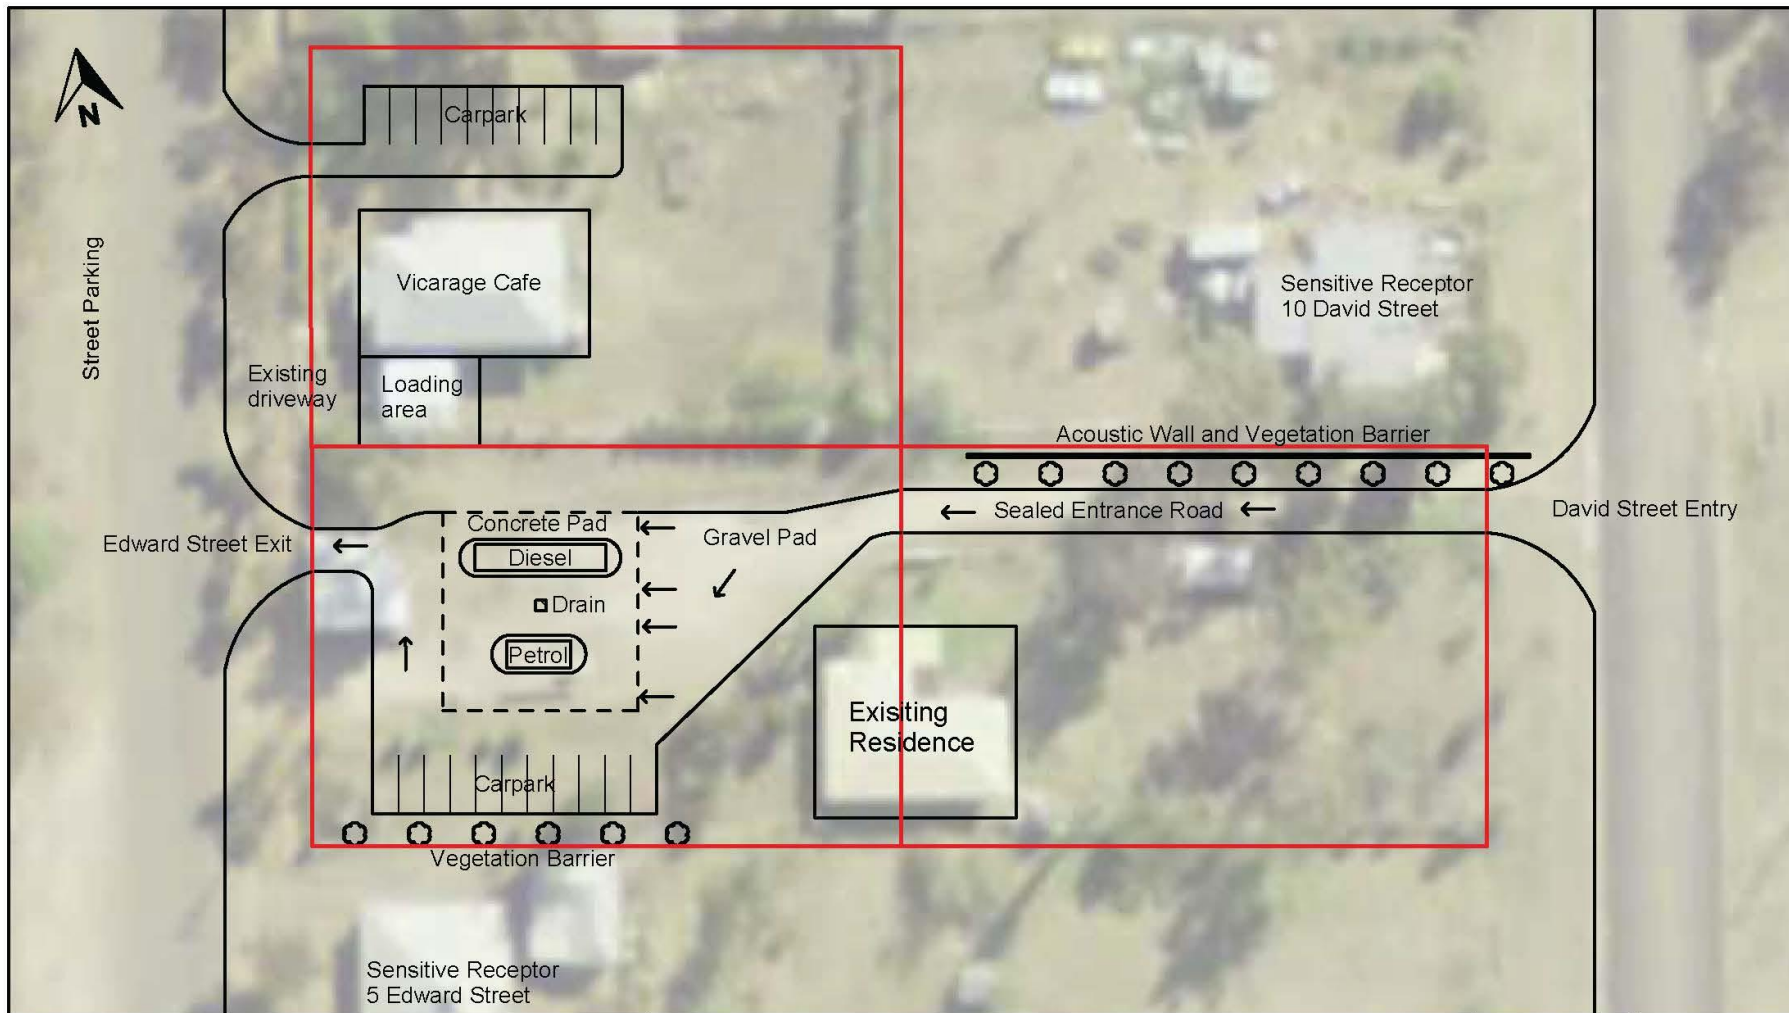 N
Carpark
Street Parking
Vicarage Cafe
Sensitive Receptor
10 David Street
Existing
driveway
Loading
area
Acoustic Wall and Vegetation Barrier
Concrete Pad
Sealed Entrance Road
David Street Entry
Edward Street Exit
Diesel
Gravel Pad
Drain
Petrol
Exisiting
Residence
Carpark
Vegetation Barrier
Sensitive Receptor
5 Edward Street